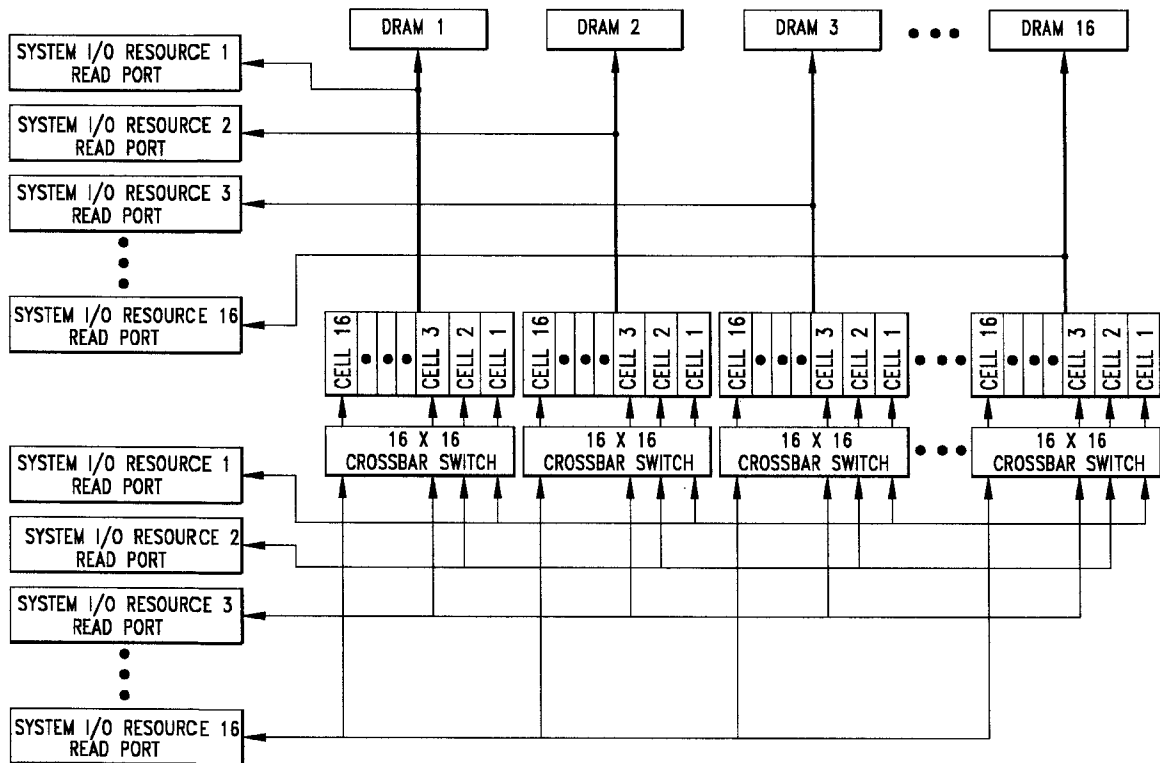 DRAM 1
DRAM 2
DRAM 3
DRAM 16
SYSTEM I/O RESOURCE 1
READ PORT
SYSTEM I/O RESOURCE 2
READ PORT
SYSTEM I/O RESOURCE 3
READ PORT
SYSTEM I/O RESOURCE 16
READ PORT
CELL 16
CELL 3
CELL 2
CELL 1
CELL 16
CELL 3
CELL 2
CELL 1
CELL 16
CELL 3
CELL 2
CELL 1
CELL 16
CELL 3
CELL 2
CELL 1
16 X 16
CROSSBAR SWITCH
16 X 16
CROSSBAR SWITCH
16 X 16
CROSSBAR SWITCH
16 X 16
CROSSBAR SWITCH
SYSTEM I/O RESOURCE 1
READ PORT
SYSTEM I/O RESOURCE 2
READ PORT
SYSTEM I/O RESOURCE 3
READ PORT
SYSTEM I/O RESOURCE 16
READ PORT